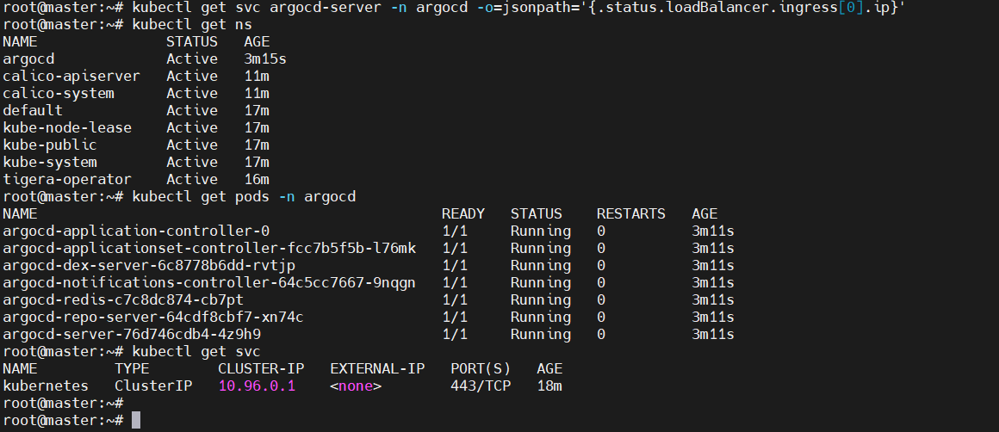 root@master:~# kubectl get svc argocd-server -n argocd -o=jsonpath='{.status.loadBalancer.ingress[0].ip}'
root@master:~# kubectl get ns
NAME               STATUS   AGE
argocd             Active   3m15s
calico-apiserver   Active   11m
calico-system      Active   11m
default            Active   17m
kube-node-lease    Active   17m
kube-public        Active   17m
kube-system        Active   17m
tigera-operator    Active   16m
root@master:~# kubectl get pods -n argocd
NAME                                                READY   STATUS    RESTARTS   AGE
argocd-application-controller-0                     1/1     Running   0          3m11s
argocd-applicationset-controller-fcc7b5f5b-l76mk    1/1     Running   0          3m11s
argocd-dex-server-6c8778b6dd-rvtjp                  1/1     Running   0          3m11s
argocd-notifications-controller-64c5cc7667-9nqgn    1/1     Running   0          3m11s
argocd-redis-c7c8dc874-cb7pt                        1/1     Running   0          3m11s
argocd-repo-server-64cdf8cbf7-xn74c                 1/1     Running   0          3m11s
argocd-server-76d746cdb4-4z9h9                      1/1     Running   0          3m11s
root@master:~# kubectl get svc
NAME         TYPE        CLUSTER-IP   EXTERNAL-IP   PORT(S)   AGE
kubernetes   ClusterIP   10.96.0.1    <none>        443/TCP   18m
root@master:~#
root@master:~#